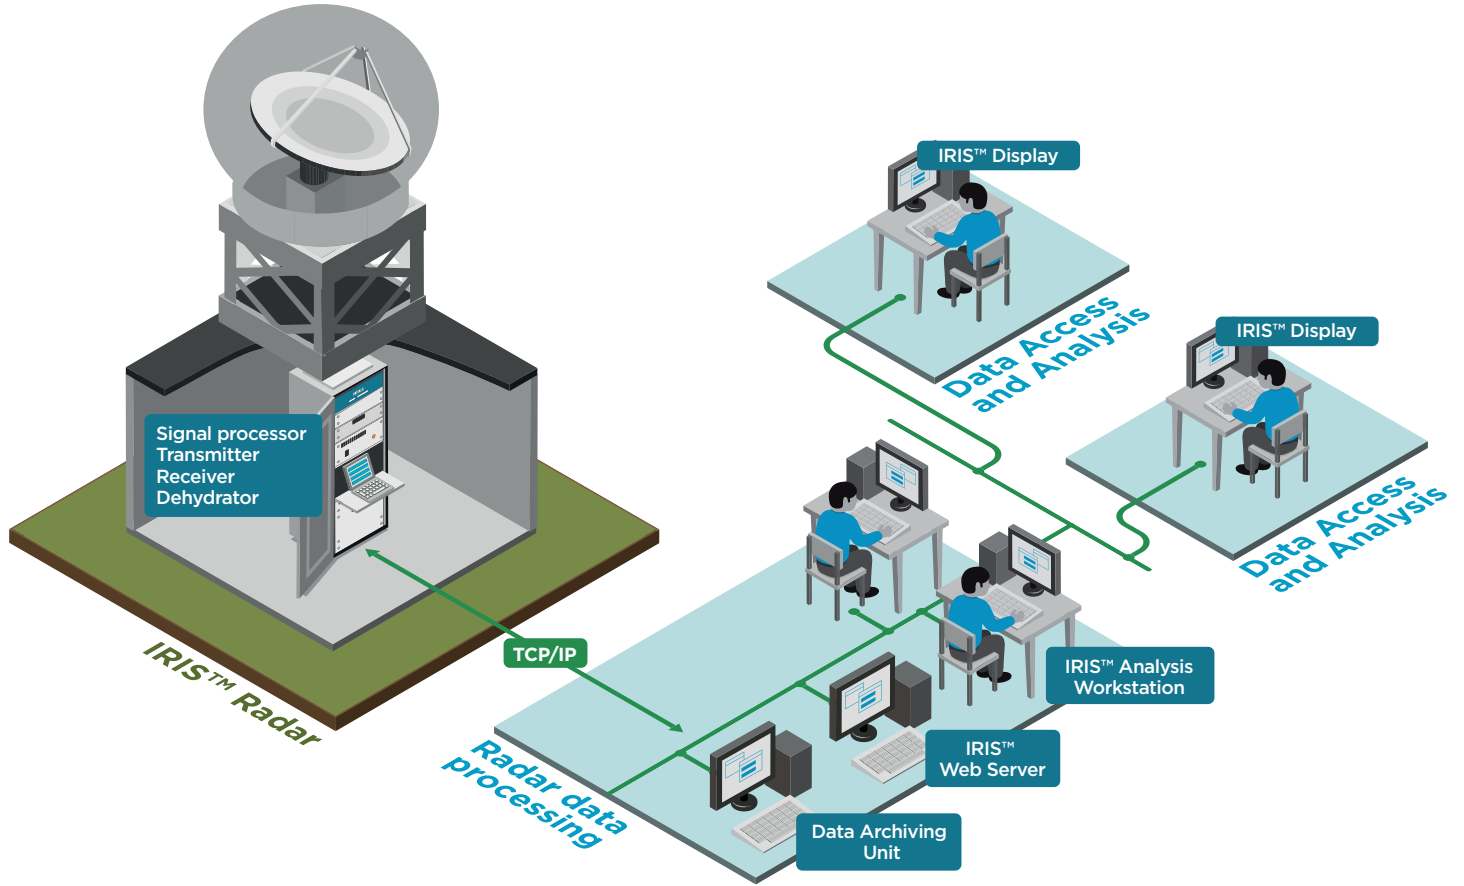 IRIS™ Display
Data Access
and Analysis
IRIS™ Display
Data Access
and Analysis
Signal processor
Transmitter
Receiver
Dehydrator
IRIS™ Radar
TCP/IP
IRIS™ Analysis
Workstation
IRIS™
Web Server
Radar data
processing
Data Archiving
Unit